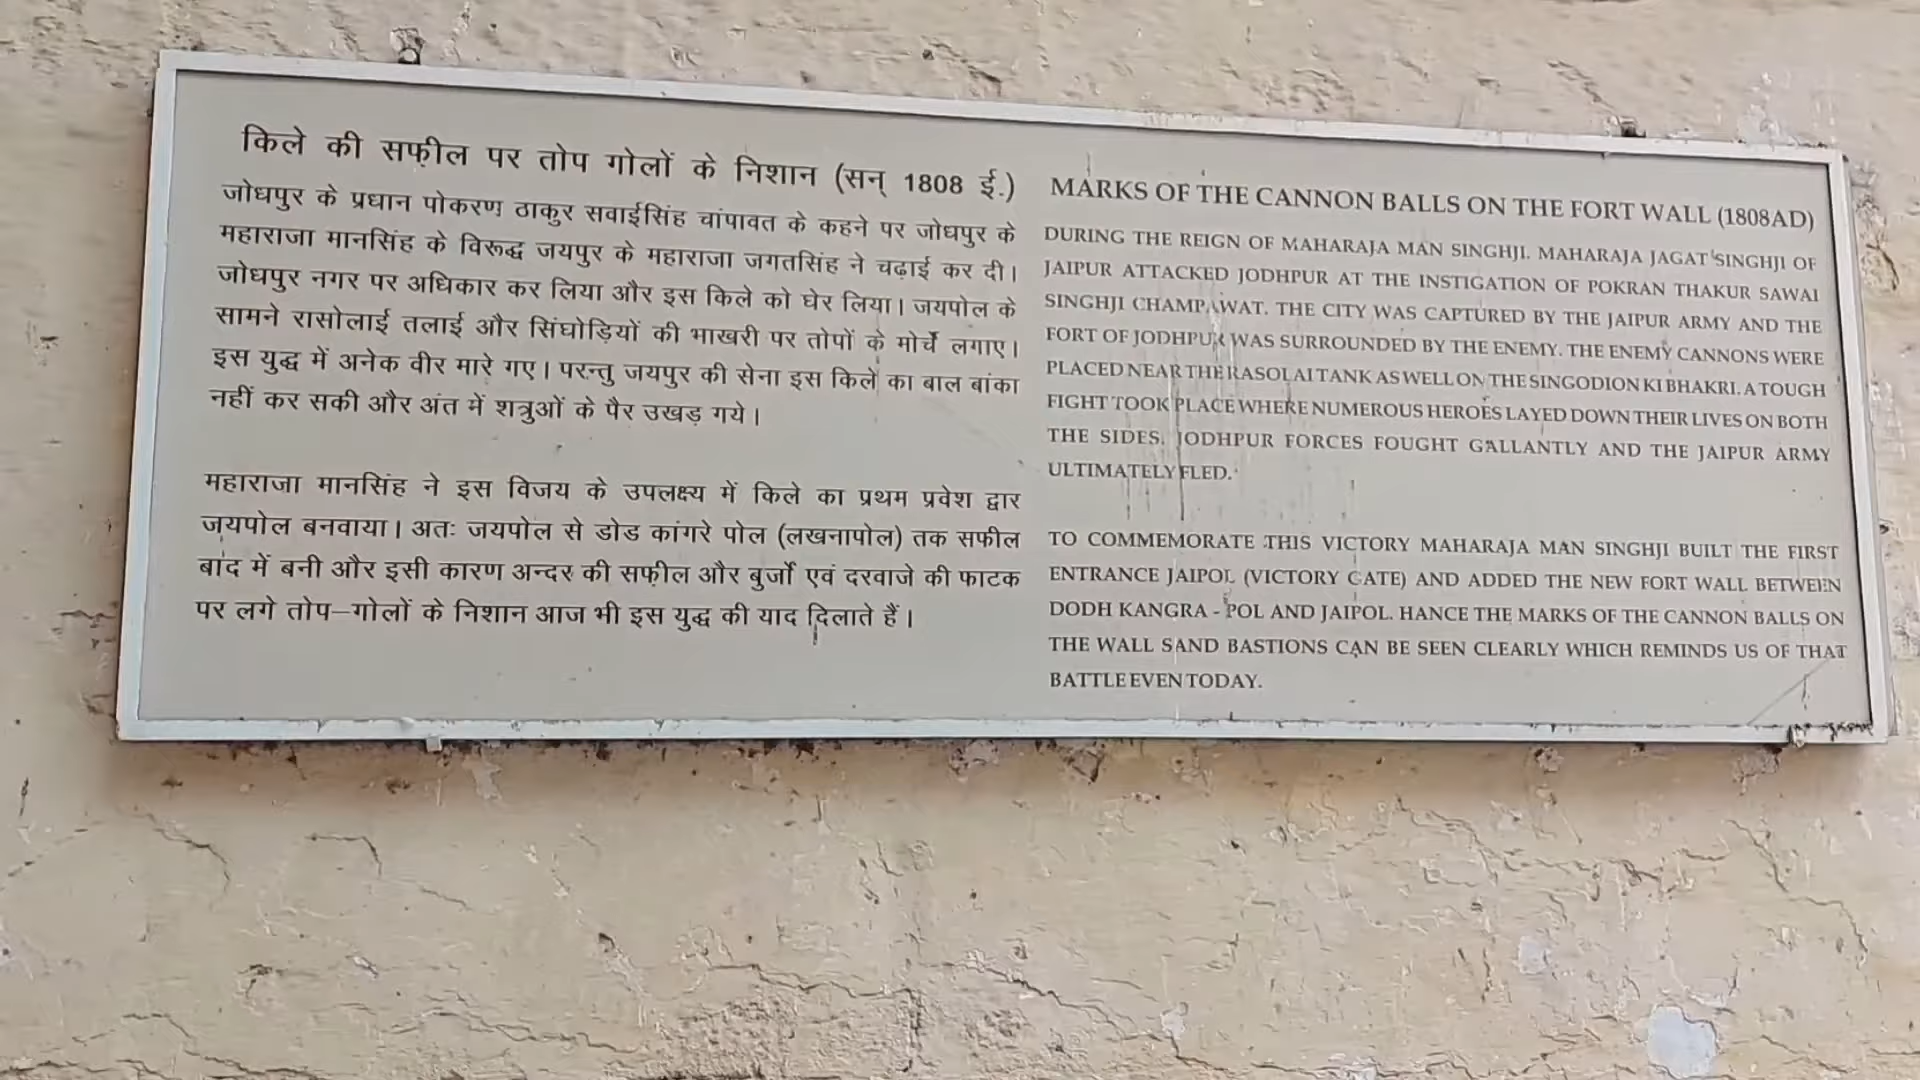 किले की सफ़ील पर तोप गोलों के निशान (सन् 1808 ई.)
जोधपुर के प्रधान पोकरण ठाकुर सवाईसिंह चांपावत के कहने पर जोधपुर के
महाराजा मानसिंह के विरूद्ध जयपुर के महाराजा जगतसिंह ने चढ़ाई कर दी।
जोधपुर नगर पर अधिकार कर लिया और इस किले को घेर लिया। जयपोल के
सामने रासोलाई तलाई और सिंघोड़ियों की भाखरी पर तोपों के मोर्चे लगाए।
इस युद्ध में अनेक वीर मारे गए। परन्तु जयपुर की सेना इस किले का बाल बांका
नहीं कर सकी और अंत में शत्रुओं के पैर उखड़ गये।
महाराजा मानसिंह ने इस विजय के उपलक्ष्य में किले का प्रथम प्रवेश द्वार
जयपोल बनवाया। अतः जयपोल से डोड कांगरे पोल (लखनापोल) तक सफील
बाद में बनी और इसी कारण अन्दर की सफ़ील और बुर्जो एवं दरवाजे की फाटक
पर लगे तोप–गोलों के निशान आज भी इस युद्ध की याद दिलाते हैं।
MARKS OF THE CANNON BALLS ON THE FORT WALL (1808AD)
DURING THE REIGN OF MAHARAJA MAN SINGHJI. MAHARAJA JAGAT SINGHJI OF
JAIPUR ATTACKED JODHPUR AT THE INSTIGATION OF POKRAN THAKUR SAWAI
SINGHJI CHAMPAWAT. THE CITY WAS CAPTURED BY THE JAIPUR ARMY AND THE
FORT OF JODHPUR WAS SURROUNDED BY THE ENEMY. THE ENEMY CANNONS WERE
PLACED NEAR THE RASOLAI TANK AS WELL ON THE SINGODION KI BHAKRI. A TOUGH
FIGHT TOOK PLACE WHERE NUMEROUS HEROES LAYED DOWN THEIR LIVES ON BOTH
THE SIDES. JODHPUR FORCES FOUGHT GALLANTLY AND THE JAIPUR ARMY
ULTIMATELY FLED.
TO COMMEMORATE THIS VICTORY MAHARAJA MAN SINGHJI BUILT THE FIRST
ENTRANCE JAIPOL (VICTORY GATE) AND ADDED THE NEW FORT WALL BETWEEN
DODH KANGRA - POL AND JAIPOL. HANCE THE MARKS OF THE CANNON BALLS ON
THE WALL SAND BASTIONS CAN BE SEEN CLEARLY WHICH REMINDS US OF THAT
BATTLE EVEN TODAY.